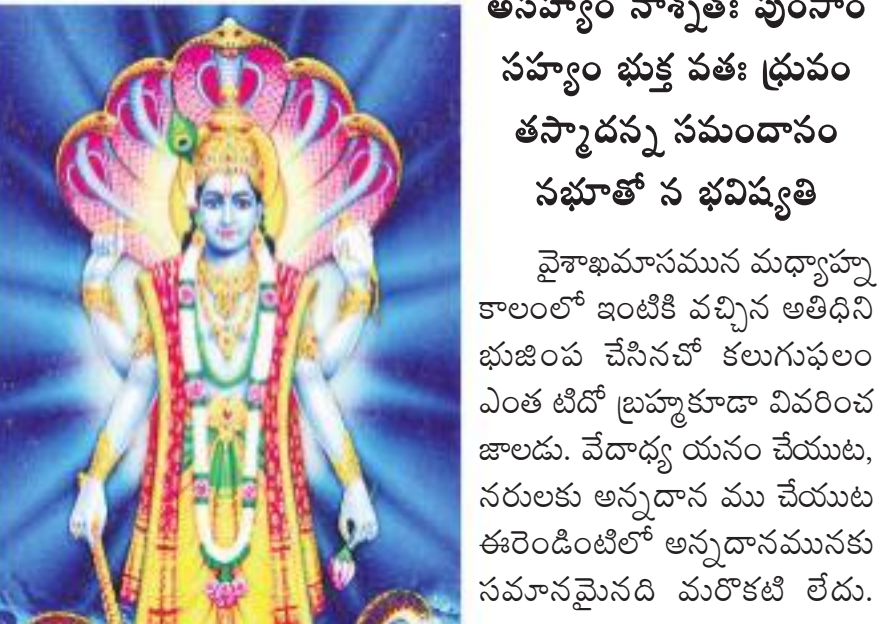 అసహ్యం నాశ్నతః పుంసాం
సహ్యం భుక్త వతః ధ్రువం
తస్మాదన్న సమందానం
నభూతో న భవిష్యతి
వైశాఖమాసమున మధ్యాహ్న
కాలంలో ఇంటికి వచ్చిన అతిధిని
భుజింప చేసినచో కలుగుఫలం
ఎంత టిదో బ్రహ్మకూడా వివరించ
జాలడు. వేదాధ్య యనం చేయుట,
నరులకు అన్నదాన ము చేయుట
ఈరెండింటిలో అన్నదానమునకు
సమానమైనది మరొకటి లేదు.